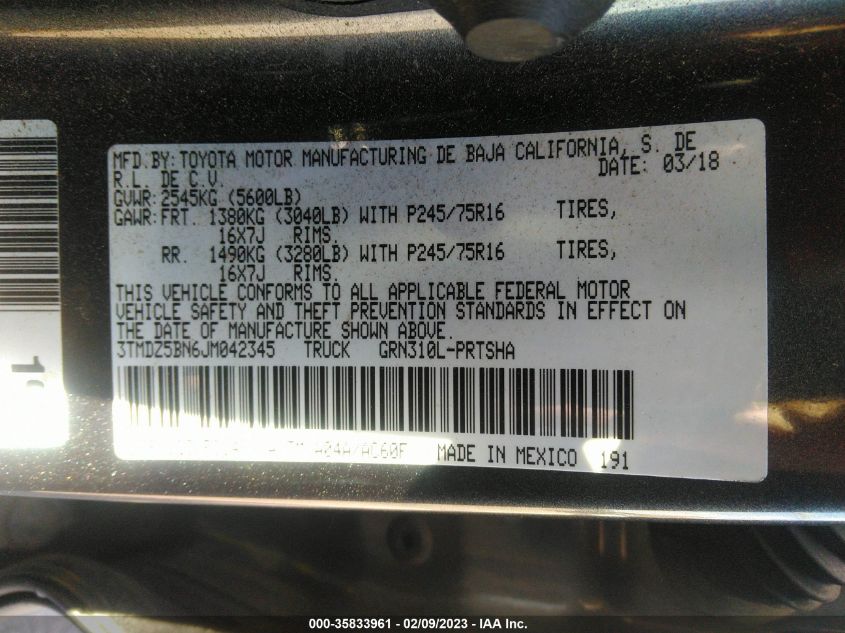 MFD.BY:TOYOTA MOTOR MANUFACTURING DE BAJA CALIFORNIA, S. DE
R.L. DE C.V. DATE: 03/18
GVWR:2545KG (5600LB)
GAWR:FRT. 1380KG (3040LB) WITH P245/75R16 TIRES,
16X7J RIMS.
RR. 1490KG (3280LB) WITH P245/75R16 TIRES,
16X7J RIMS.
THIS VEHICLE CONFORMS TO ALL APPLICABLE FEDERAL MOTOR
VEHICLE SAFETY AND THEFT PREVENTION STANDARDS IN EFFECT ON
THE DATE OF MANUFACTURE SHOWN ABOVE.
3TMDZ5BN6JM042345 TRUCK GRN310L-PRTSHA
A04A/AC60F MADE IN MEXICO 191
000-35833961 - 02/09/2023 - IAA Inc.